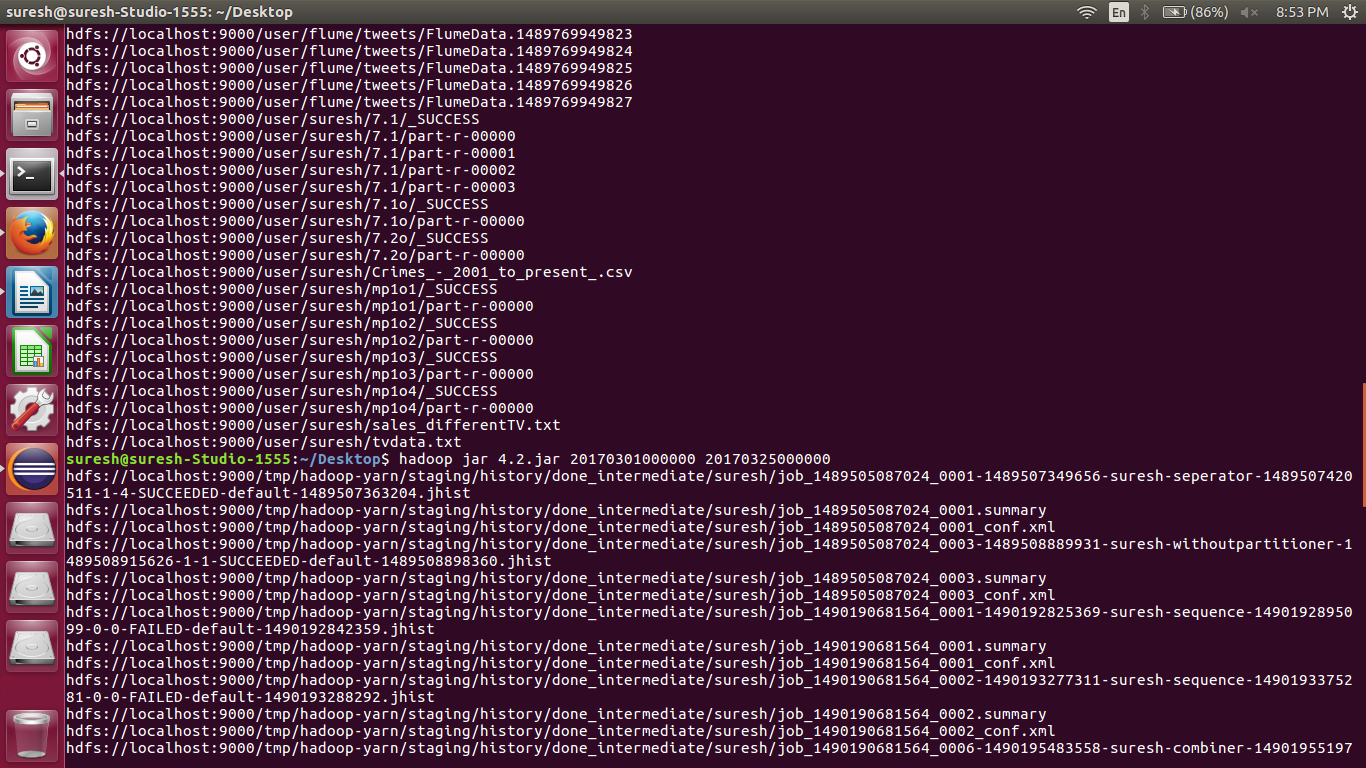 suresh@suresh-Studio-1555: ~/Desktop
En
(86%)
8:53 PM
hdfs://localhost:9000/user/flume/tweets/FlumeData.1489769949823
hdfs://localhost:9000/user/flume/tweets/FlumeData.1489769949824
hdfs://localhost:9000/user/flume/tweets/FlumeData.1489769949825
hdfs://localhost:9000/user/flume/tweets/FlumeData.1489769949826
hdfs://localhost:9000/user/flume/tweets/FlumeData.1489769949827
hdfs://localhost:9000/user/suresh/7.1/_SUCCESS
hdfs://localhost:9000/user/suresh/7.1/part-r-00000
hdfs://localhost:9000/user/suresh/7.1/part-r-00001
hdfs://localhost:9000/user/suresh/7.1/part-r-00002
hdfs://localhost:9000/user/suresh/7.1/part-r-00003
hdfs://localhost:9000/user/suresh/7.1o/_SUCCESS
hdfs://localhost:9000/user/suresh/7.1o/part-r-00000
hdfs://localhost:9000/user/suresh/7.2o/_SUCCESS
hdfs://localhost:9000/user/suresh/7.2o/part-r-00000
hdfs://localhost:9000/user/suresh/Crimes_-_2001_to_present_.csv
hdfs://localhost:9000/user/suresh/mp1o1/_SUCCESS
hdfs://localhost:9000/user/suresh/mp1o1/part-r-00000
hdfs://localhost:9000/user/suresh/mp1o2/_SUCCESS
hdfs://localhost:9000/user/suresh/mp1o2/part-r-00000
hdfs://localhost:9000/user/suresh/mp1o3/_SUCCESS
hdfs://localhost:9000/user/suresh/mp1o3/part-r-00000
hdfs://localhost:9000/user/suresh/mp1o4/_SUCCESS
hdfs://localhost:9000/user/suresh/mp1o4/part-r-00000
hdfs://localhost:9000/user/suresh/sales_differentTV.txt
hdfs://localhost:9000/user/suresh/tvdata.txt
suresh@suresh-Studio-1555:~/Desktop$ hadoop jar 4.2.jar 20170301000000 20170325000000
hdfs://localhost:9000/tmp/hadoop-yarn/staging/history/done_intermediate/suresh/job_1489505087024_0001-1489507349656-suresh-seperator-1489507420
511-1-4-SUCCEEDED-default-1489507363204.jhist
hdfs://localhost:9000/tmp/hadoop-yarn/staging/history/done_intermediate/suresh/job_1489505087024_0001.summary
hdfs://localhost:9000/tmp/hadoop-yarn/staging/history/done_intermediate/suresh/job_1489505087024_0001_conf.xml
hdfs://localhost:9000/tmp/hadoop-yarn/staging/history/done_intermediate/suresh/job_1489505087024_0003-1489508889931-suresh-withoutpartitioner-1
489508915626-1-1-SUCCEEDED-default-1489508898360.jhist
hdfs://localhost:9000/tmp/hadoop-yarn/staging/history/done_intermediate/suresh/job_1489505087024_0003.summary
hdfs://localhost:9000/tmp/hadoop-yarn/staging/history/done_intermediate/suresh/job_1489505087024_0003_conf.xml
hdfs://localhost:9000/tmp/hadoop-yarn/staging/history/done_intermediate/suresh/job_1490190681564_0001-1490192825369-suresh-sequence-14901928950
99-0-0-FAILED-default-1490192842359.jhist
hdfs://localhost:9000/tmp/hadoop-yarn/staging/history/done_intermediate/suresh/job_1490190681564_0001.summary
hdfs://localhost:9000/tmp/hadoop-yarn/staging/history/done_intermediate/suresh/job_1490190681564_0001_conf.xml
hdfs://localhost:9000/tmp/hadoop-yarn/staging/history/done_intermediate/suresh/job_1490190681564_0002-1490193277311-suresh-sequence-14901933752
81-0-0-FAILED-default-1490193288292.jhist
hdfs://localhost:9000/tmp/hadoop-yarn/staging/history/done_intermediate/suresh/job_1490190681564_0002.summary
hdfs://localhost:9000/tmp/hadoop-yarn/staging/history/done_intermediate/suresh/job_1490190681564_0002_conf.xml
hdfs://localhost:9000/tmp/hadoop-yarn/staging/history/done_intermediate/suresh/job_1490190681564_0006-1490195483558-suresh-combiner-14901955197